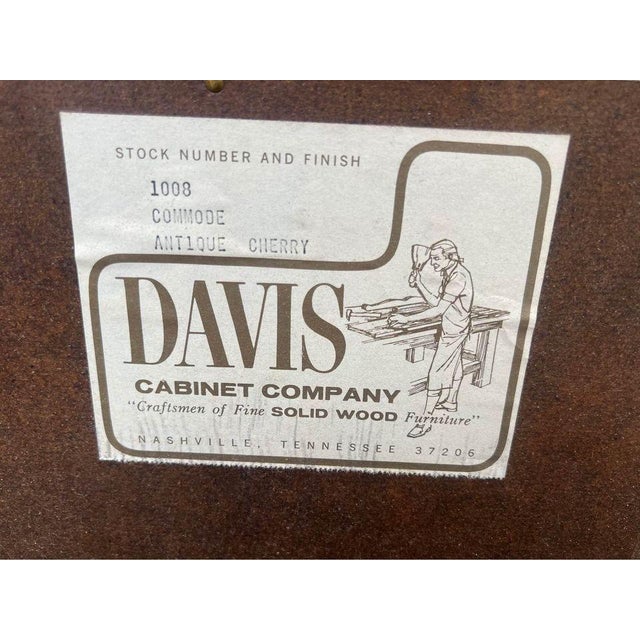 STOCK NUMBER AND FINISH
1008
COMMODE
ANTIQUE CHERRY
DAVIS
CABINET COMPANY
"Craftsmen of Fine SOLID WOOD Furniture"
NASHVILLE, TENNESSEE 37206